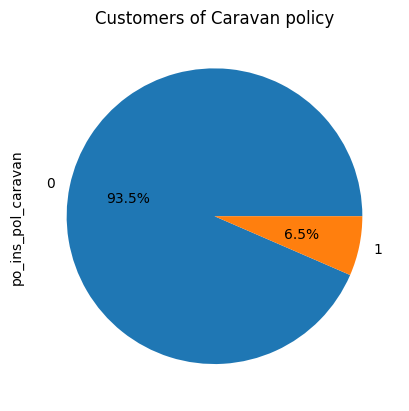 Customers of Caravan policy
0
93.5%
po_ins_pol_caravan
6.5%
1